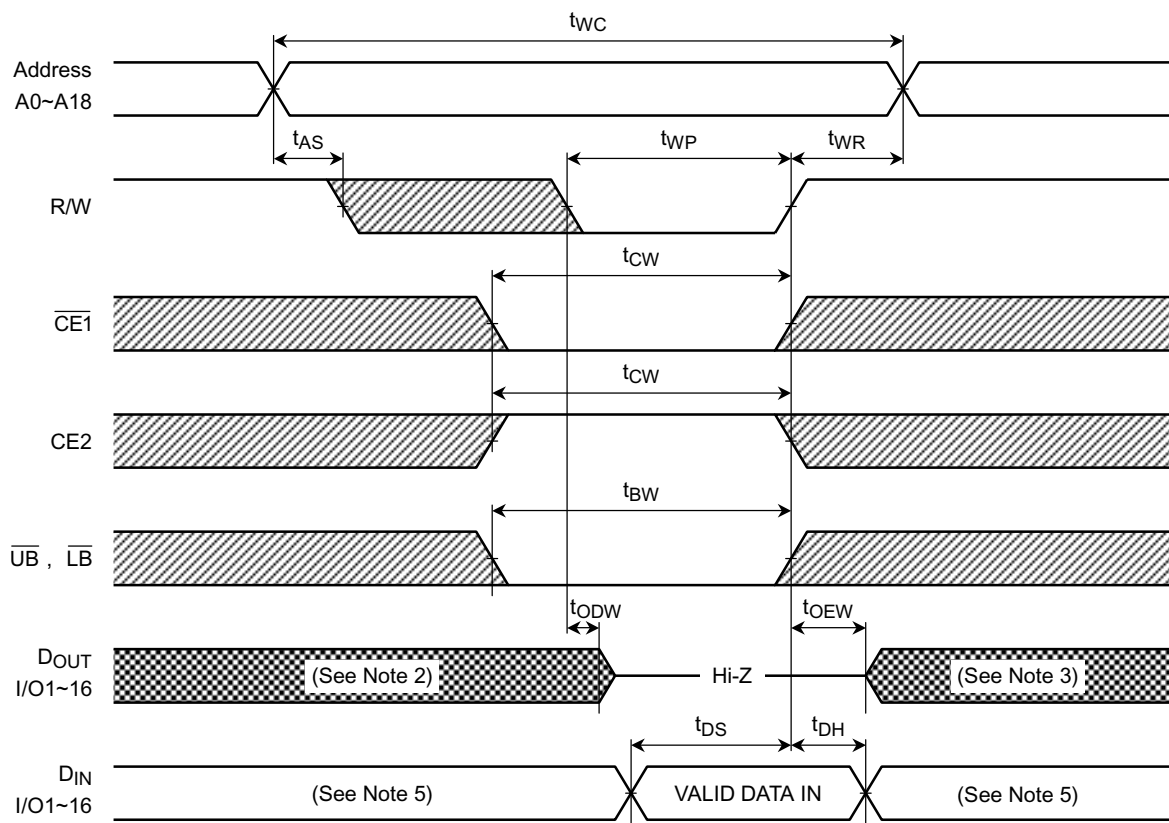 tWC
Address
A0~A18
tAS
tWP
tWR
R/W
tCW
CE1
tCW
CE2
tBW
UB , LB
tODW
tOEW
DOUT
I/O1~16
(See Note 2)
Hi-Z
(See Note 3)
tDS
tDH
DIN
I/O1~16
(See Note 5)
VALID DATA IN
(See Note 5)